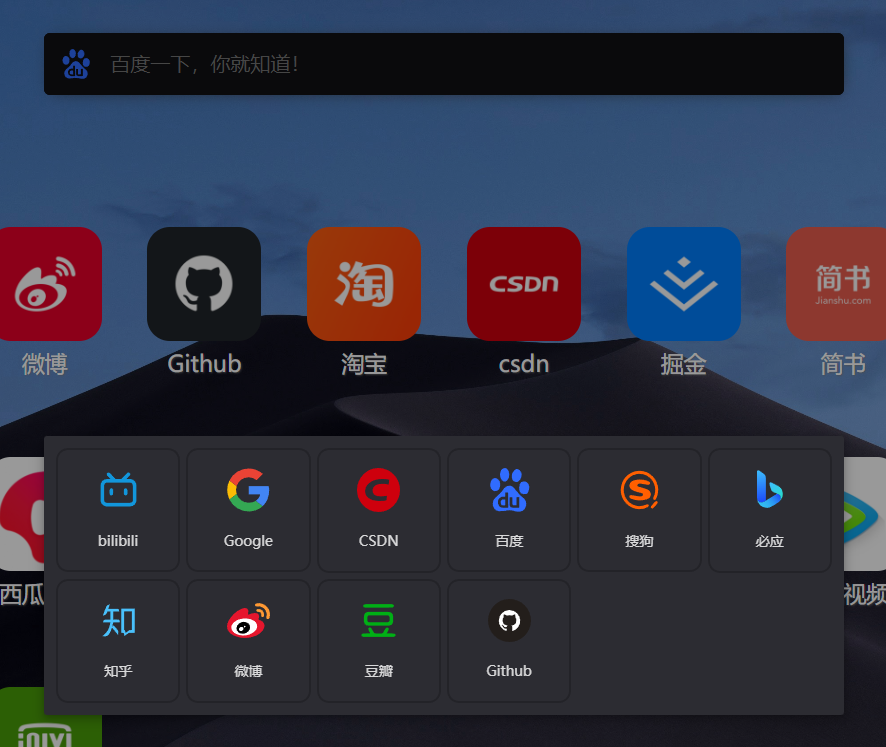 du 百度一下，你就知道！
淘
CSDN
简书
Jianshu.com
微博 Github 淘宝 csdn 掘金 简书
bilibili Google CSDN 百度 搜狗 必应
du
西瓜
视频
知
豆
知乎 微博 豆瓣 Github